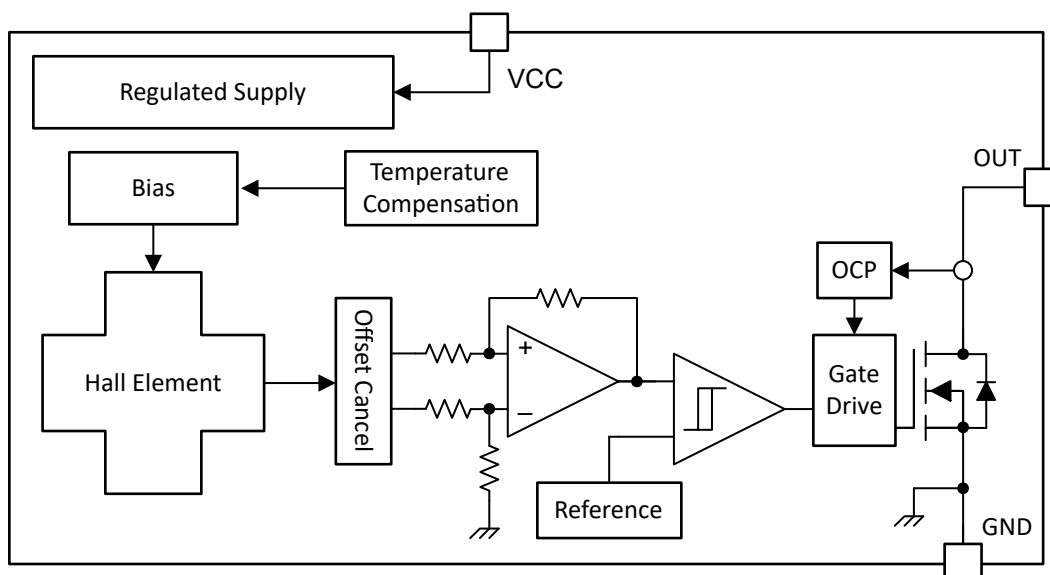 VCC
Regulated Supply
OUT
Bias
Temperature
Compensation
OCP
Hall Element
Offset Cancel
+
−
Gate
Drive
Reference
GND